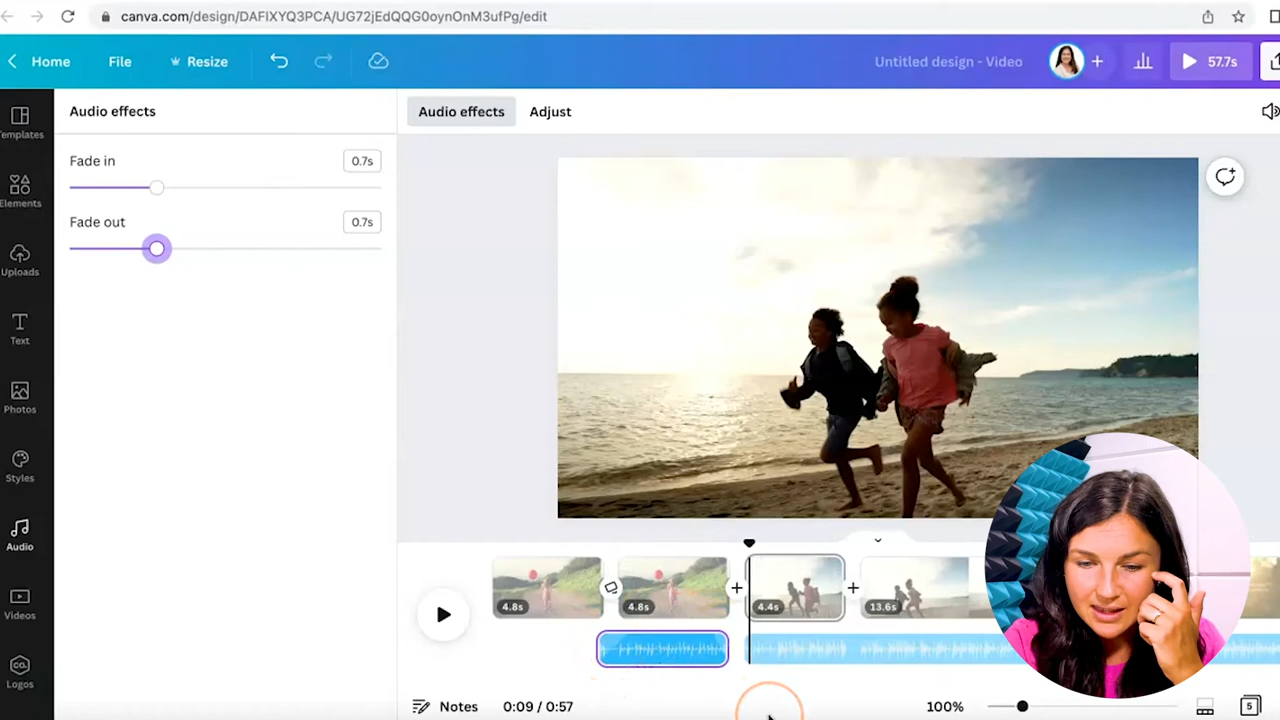 canva.com/design/DAFIXYQ3PCA/UG72jEdQQG0oynOnM3ufPg/edit
Home File Resize Untitled design - Video 57.7s
Audio effects
Audio effects Adjust
Templates
Elements
Uploads
Text
Photos
Styles
Audio
Videos
CO.
Logos
Fade in 0.7s
Fade out 0.7s
4.8s 4.8s 4.4s 13.6s
Notes 0:09 / 0:57 100% 5